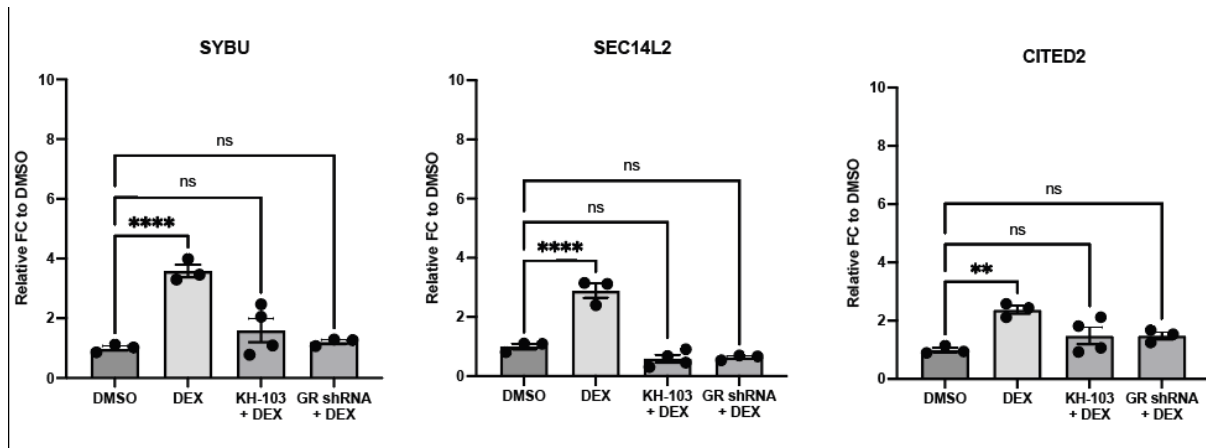 SYBU
Relative FC to DMSO
10
8
6
4
2
0
ns
ns
****
DMSO
DEX
KH-103
+ DEX
GR shRNA
+ DEX
SEC14L2
Relative FC to DMSO
10
8
6
4
2
0
ns
ns
****
DMSO
DEX
KH-103
+ DEX
GR shRNA
+ DEX
CITED2
Relative FC to DMSO
10
8
6
4
2
0
ns
ns
**
DMSO
DEX
KH-103
+ DEX
GR shRNA
+ DEX